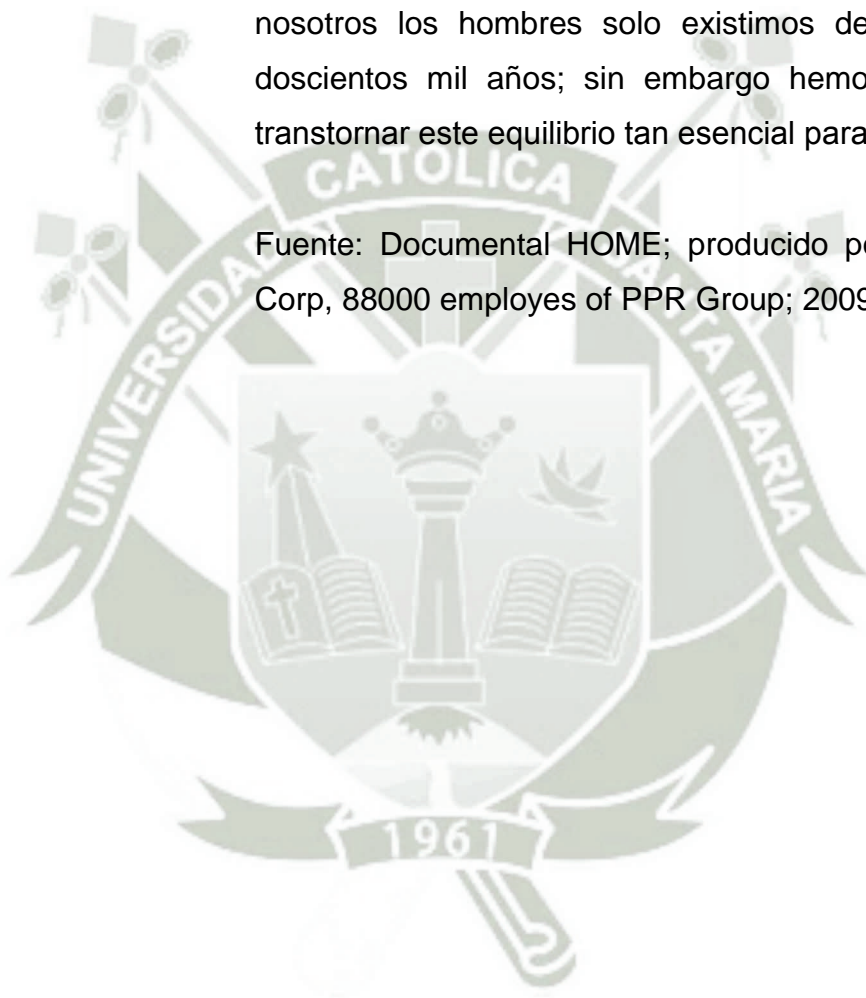 nosotros los hombres solo existimos de
doscientos mil años; sin embargo hemo
transtornar este equilibrio tan esencial para
Fuente: Documental HOME; producido po
Corp, 88000 employes of PPR Group; 2009
UNIVERSIDAD CATOLICA SANTA MARIA
1961